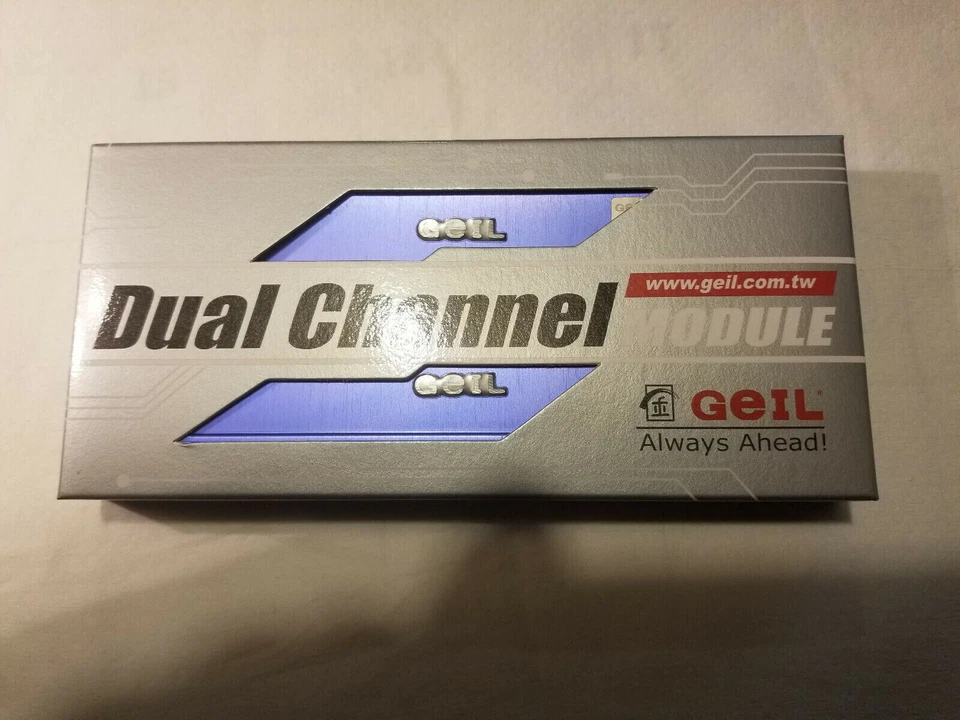 GeIL
Dual Channel
www.geil.com.tw
MODULE
GeIL
GeIL®
Always Ahead!